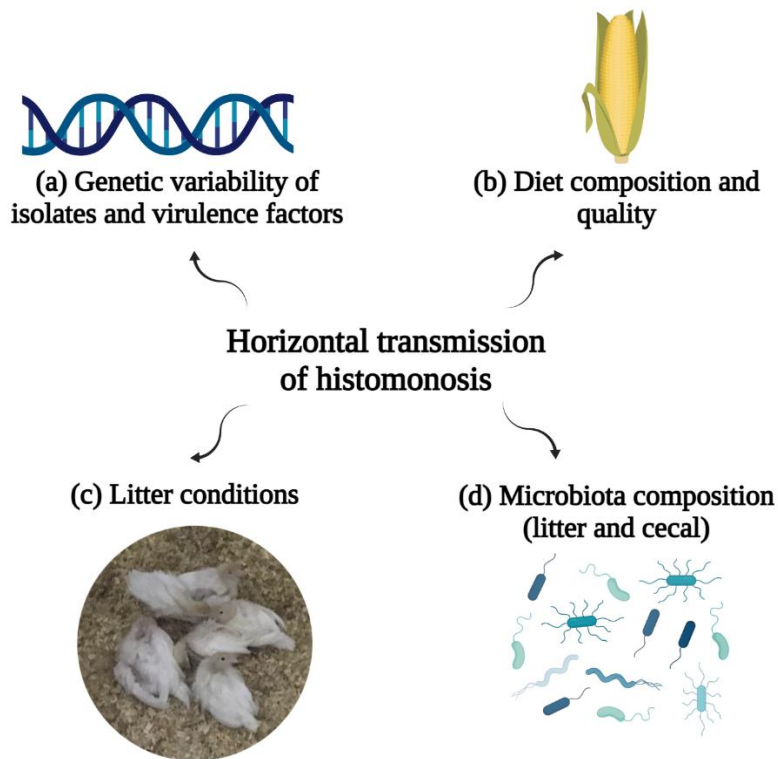 (a) Genetic variability of
isolates and virulence factors
(b) Diet composition and
quality
Horizontal transmission
of histomonosis
(c) Litter conditions
(d) Microbiota composition
(litter and cecal)